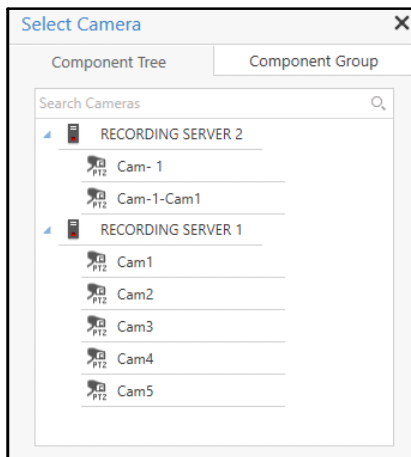 Select Camera
Component Tree
Component Group
Search Cameras
RECORDING SERVER 2
PTZ Cam- 1
PTZ Cam-1-Cam1
RECORDING SERVER 1
PTZ Cam1
PTZ Cam2
PTZ Cam3
PTZ Cam4
PTZ Cam5